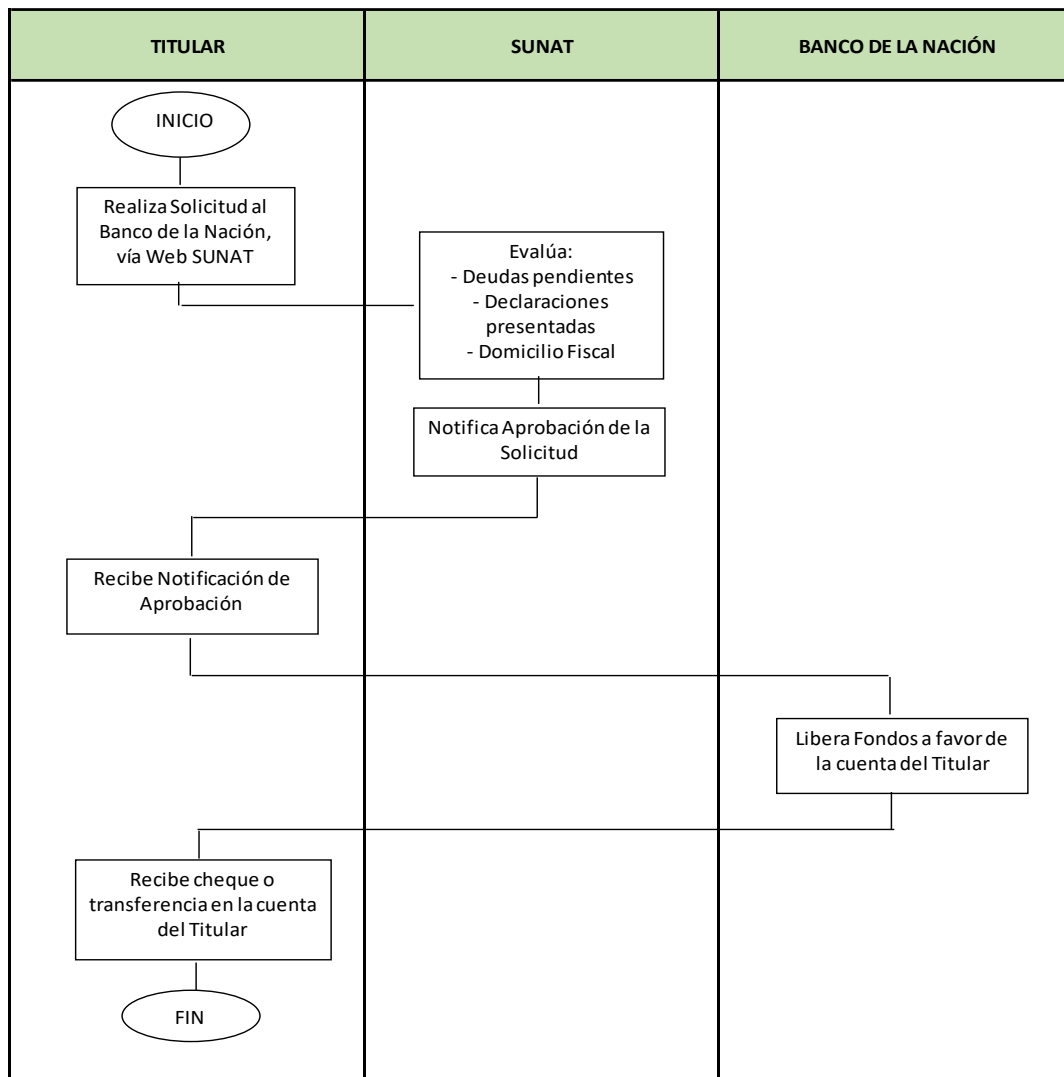 TITULAR
SUNAT
BANCO DE LA NACIÓN
INICIO
Realiza Solicitud al
Banco de la Nación,
vía Web SUNAT
Evalúa:
- Deudas pendientes
- Declaraciones
presentadas
- Domicilio Fiscal
Notifica Aprobación de la
Solicitud
Recibe Notificación de
Aprobación
Libera Fondos a favor de
la cuenta del Titular
Recibe cheque o
transferencia en la cuenta
del Titular
FIN